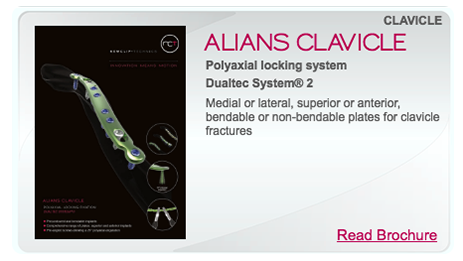 CLAVICLE
ALIANS CLAVICLE
Polyaxial locking system
Dualtec System® 2
Medial or lateral, superior or anterior,
bendable or non-bendable plates for clavicle
fractures
ALIANS CLAVICLE
Read Brochure